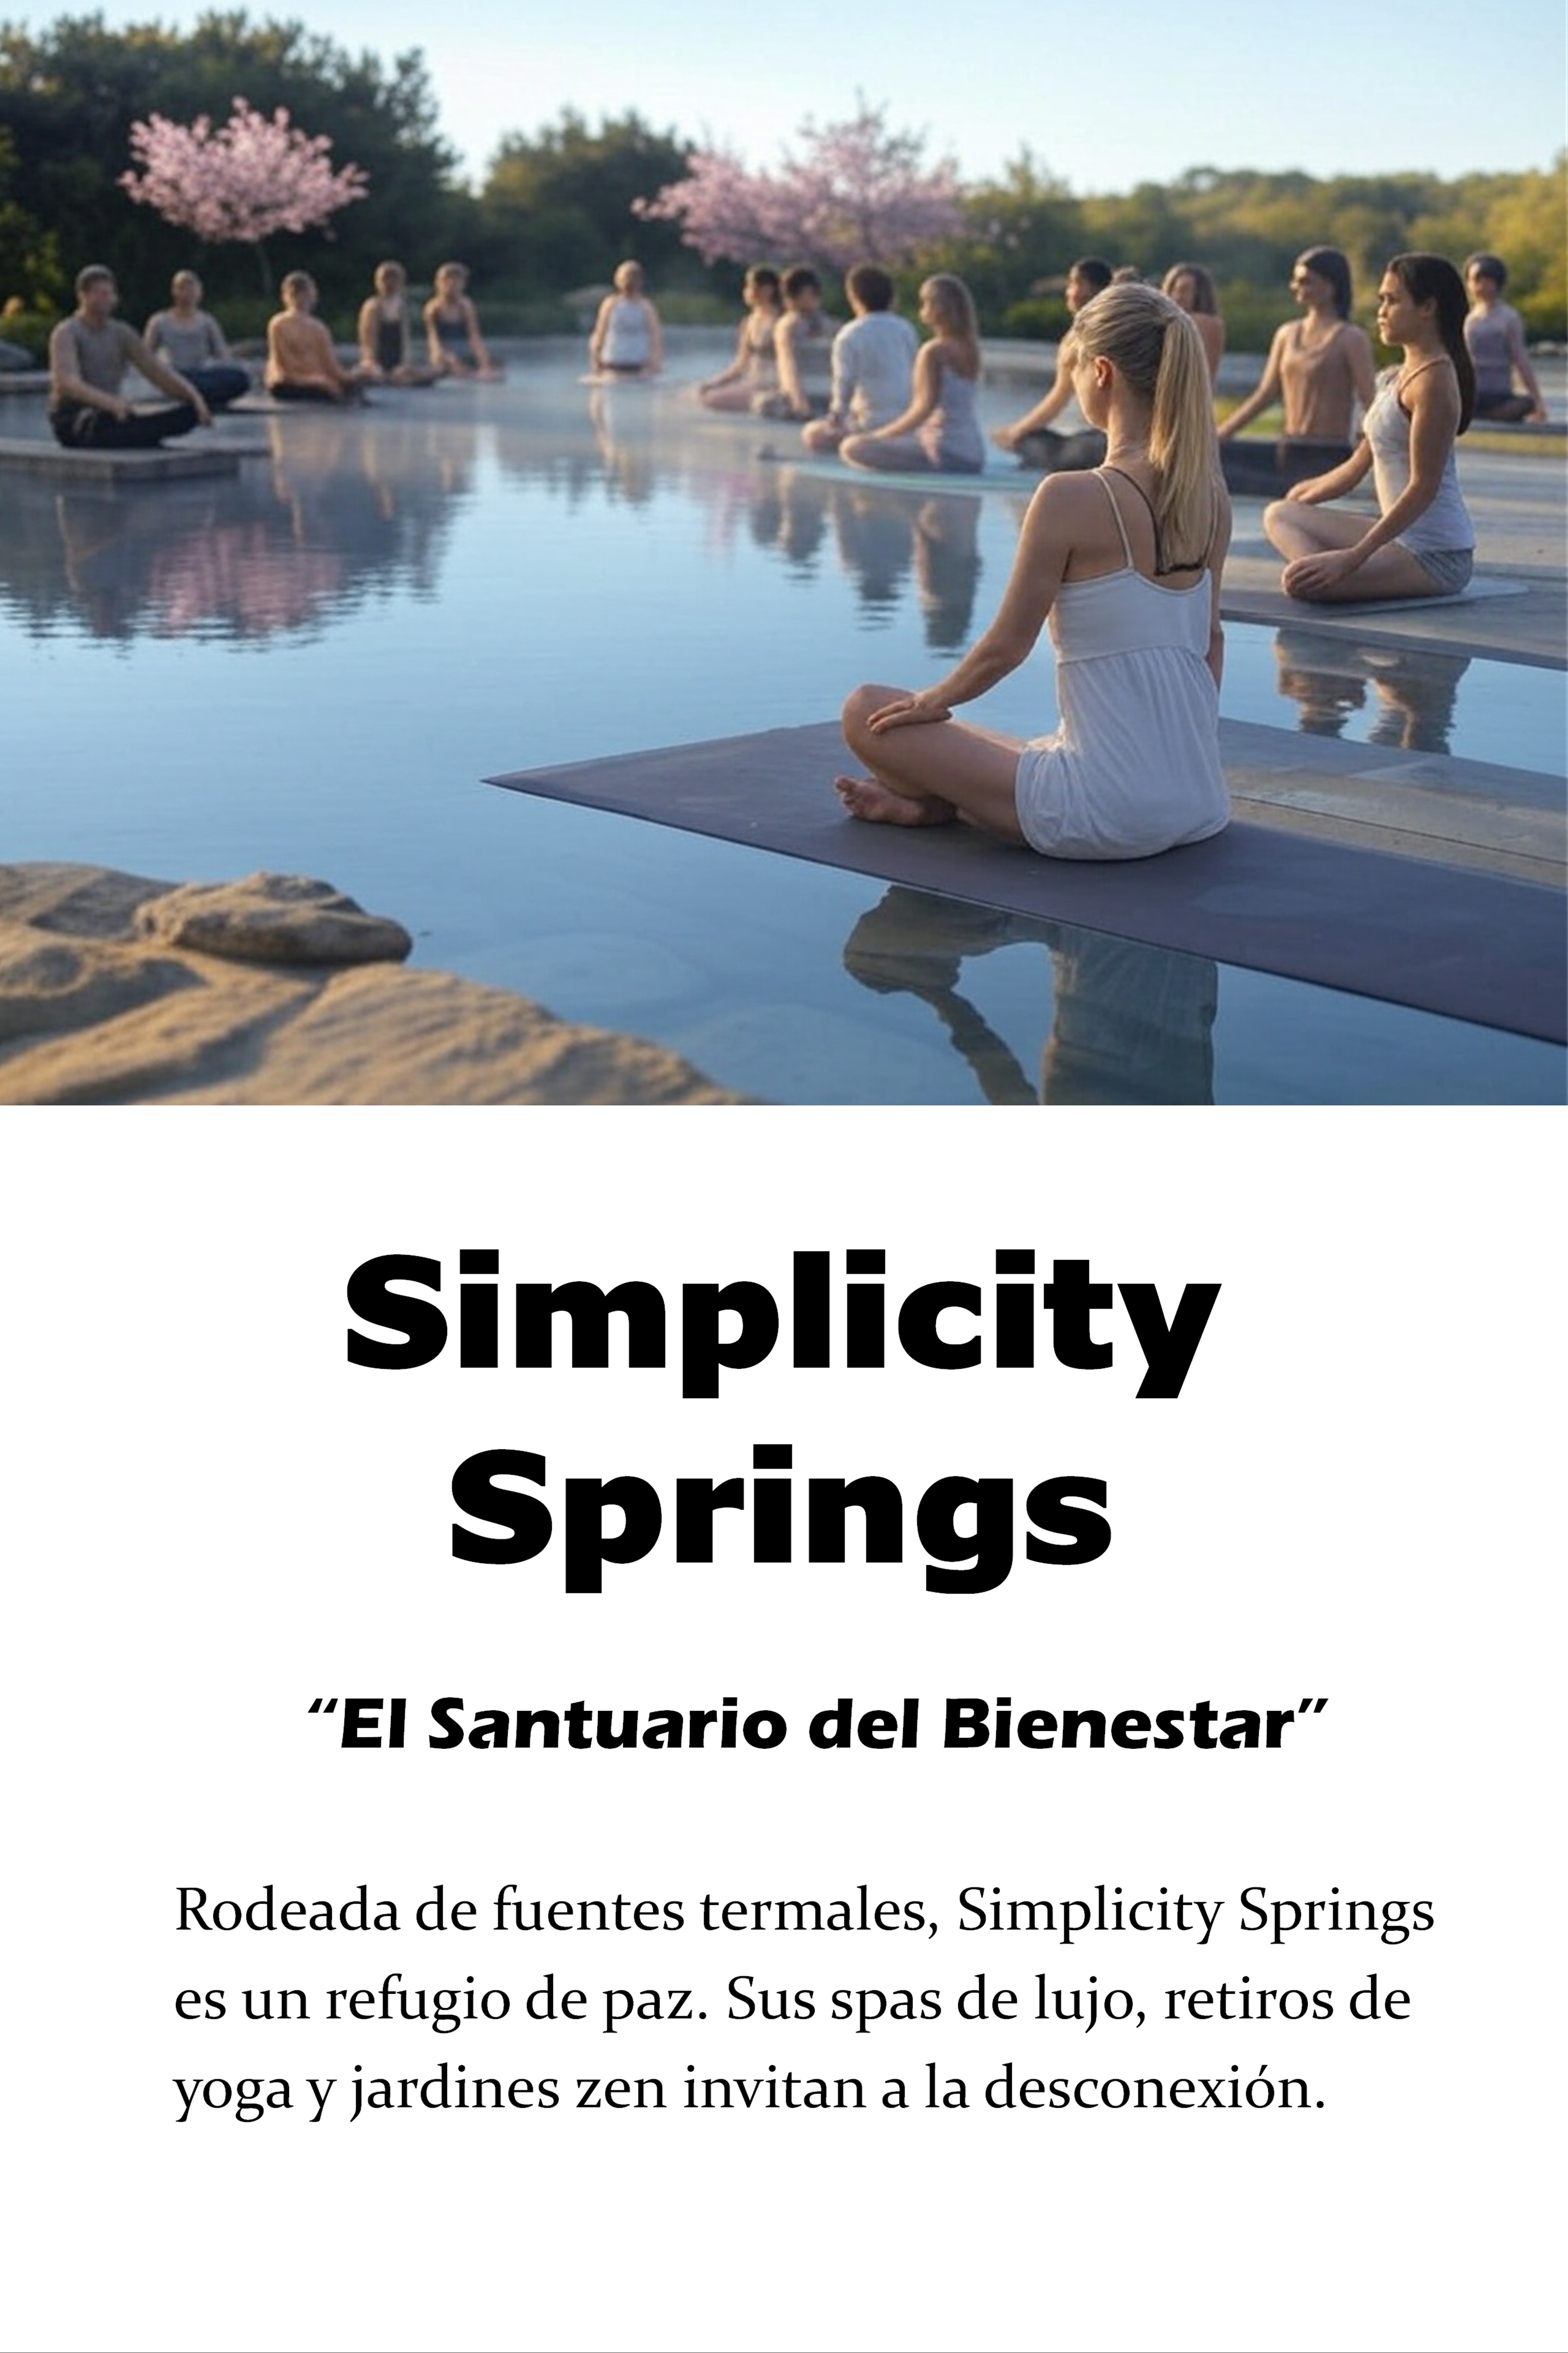 Simplicity
Springs
“El Santuario del Bienestar”
Rodeada de fuentes termales, Simplicity Springs
es un refugio de paz. Sus spas de lujo, retiros de
yoga y jardines zen invitan a la desconexión.